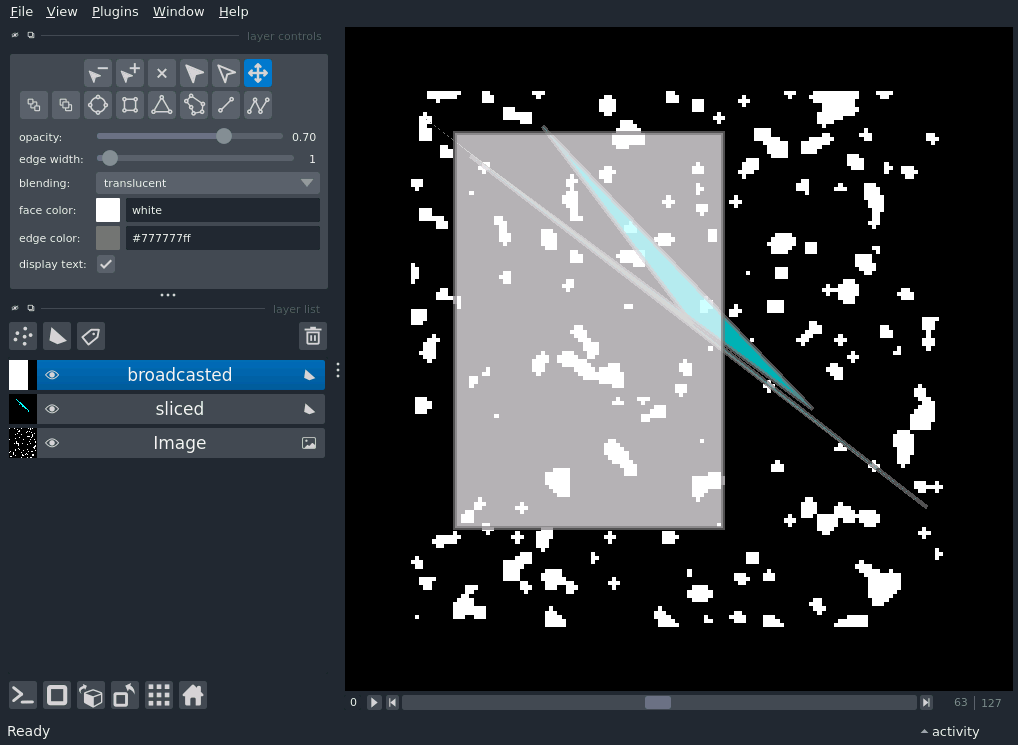 File View Plugins Window Help
layer controls
opacity: 0.70
edge width: 1
blending: translucent
face color: white
edge color: #777777ff
display text:
layer list
broadcasted
sliced
Image
0 63 127
Ready activity